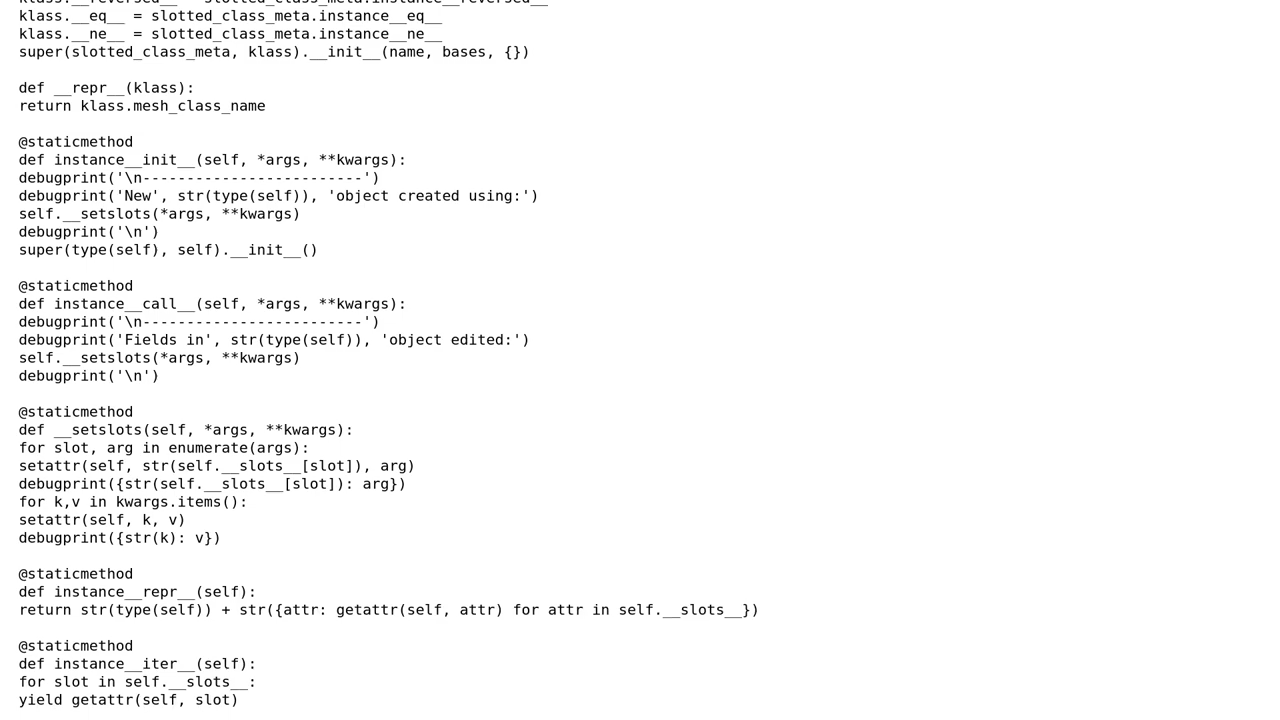 klass.__reversed__ = slotted_class_meta.instance__reversed__
klass.__eq__ = slotted_class_meta.instance__eq__
klass.__ne__ = slotted_class_meta.instance__ne__
super(slotted_class_meta, klass).__init__(name, bases, {})
def __repr__(klass):
return klass.mesh_class_name
@staticmethod
def instance__init__(self, *args, **kwargs):
debugprint('\n-------------------------')
debugprint('New', str(type(self)), 'object created using:')
self.__setslots(*args, **kwargs)
debugprint('\n')
super(type(self), self).__init__()
@staticmethod
def instance__call__(self, *args, **kwargs):
debugprint('\n-------------------------')
debugprint('Fields in', str(type(self)), 'object edited:')
self.__setslots(*args, **kwargs)
debugprint('\n')
@staticmethod
def __setslots(self, *args, **kwargs):
for slot, arg in enumerate(args):
setattr(self, str(self.__slots__[slot]), arg)
debugprint({str(self.__slots__[slot]): arg})
for k,v in kwargs.items():
setattr(self, k, v)
debugprint({str(k): v})
@staticmethod
def instance__repr__(self):
return str(type(self)) + str({attr: getattr(self, attr) for attr in self.__slots__})
@staticmethod
def instance__iter__(self):
for slot in self.__slots__:
yield getattr(self, slot)